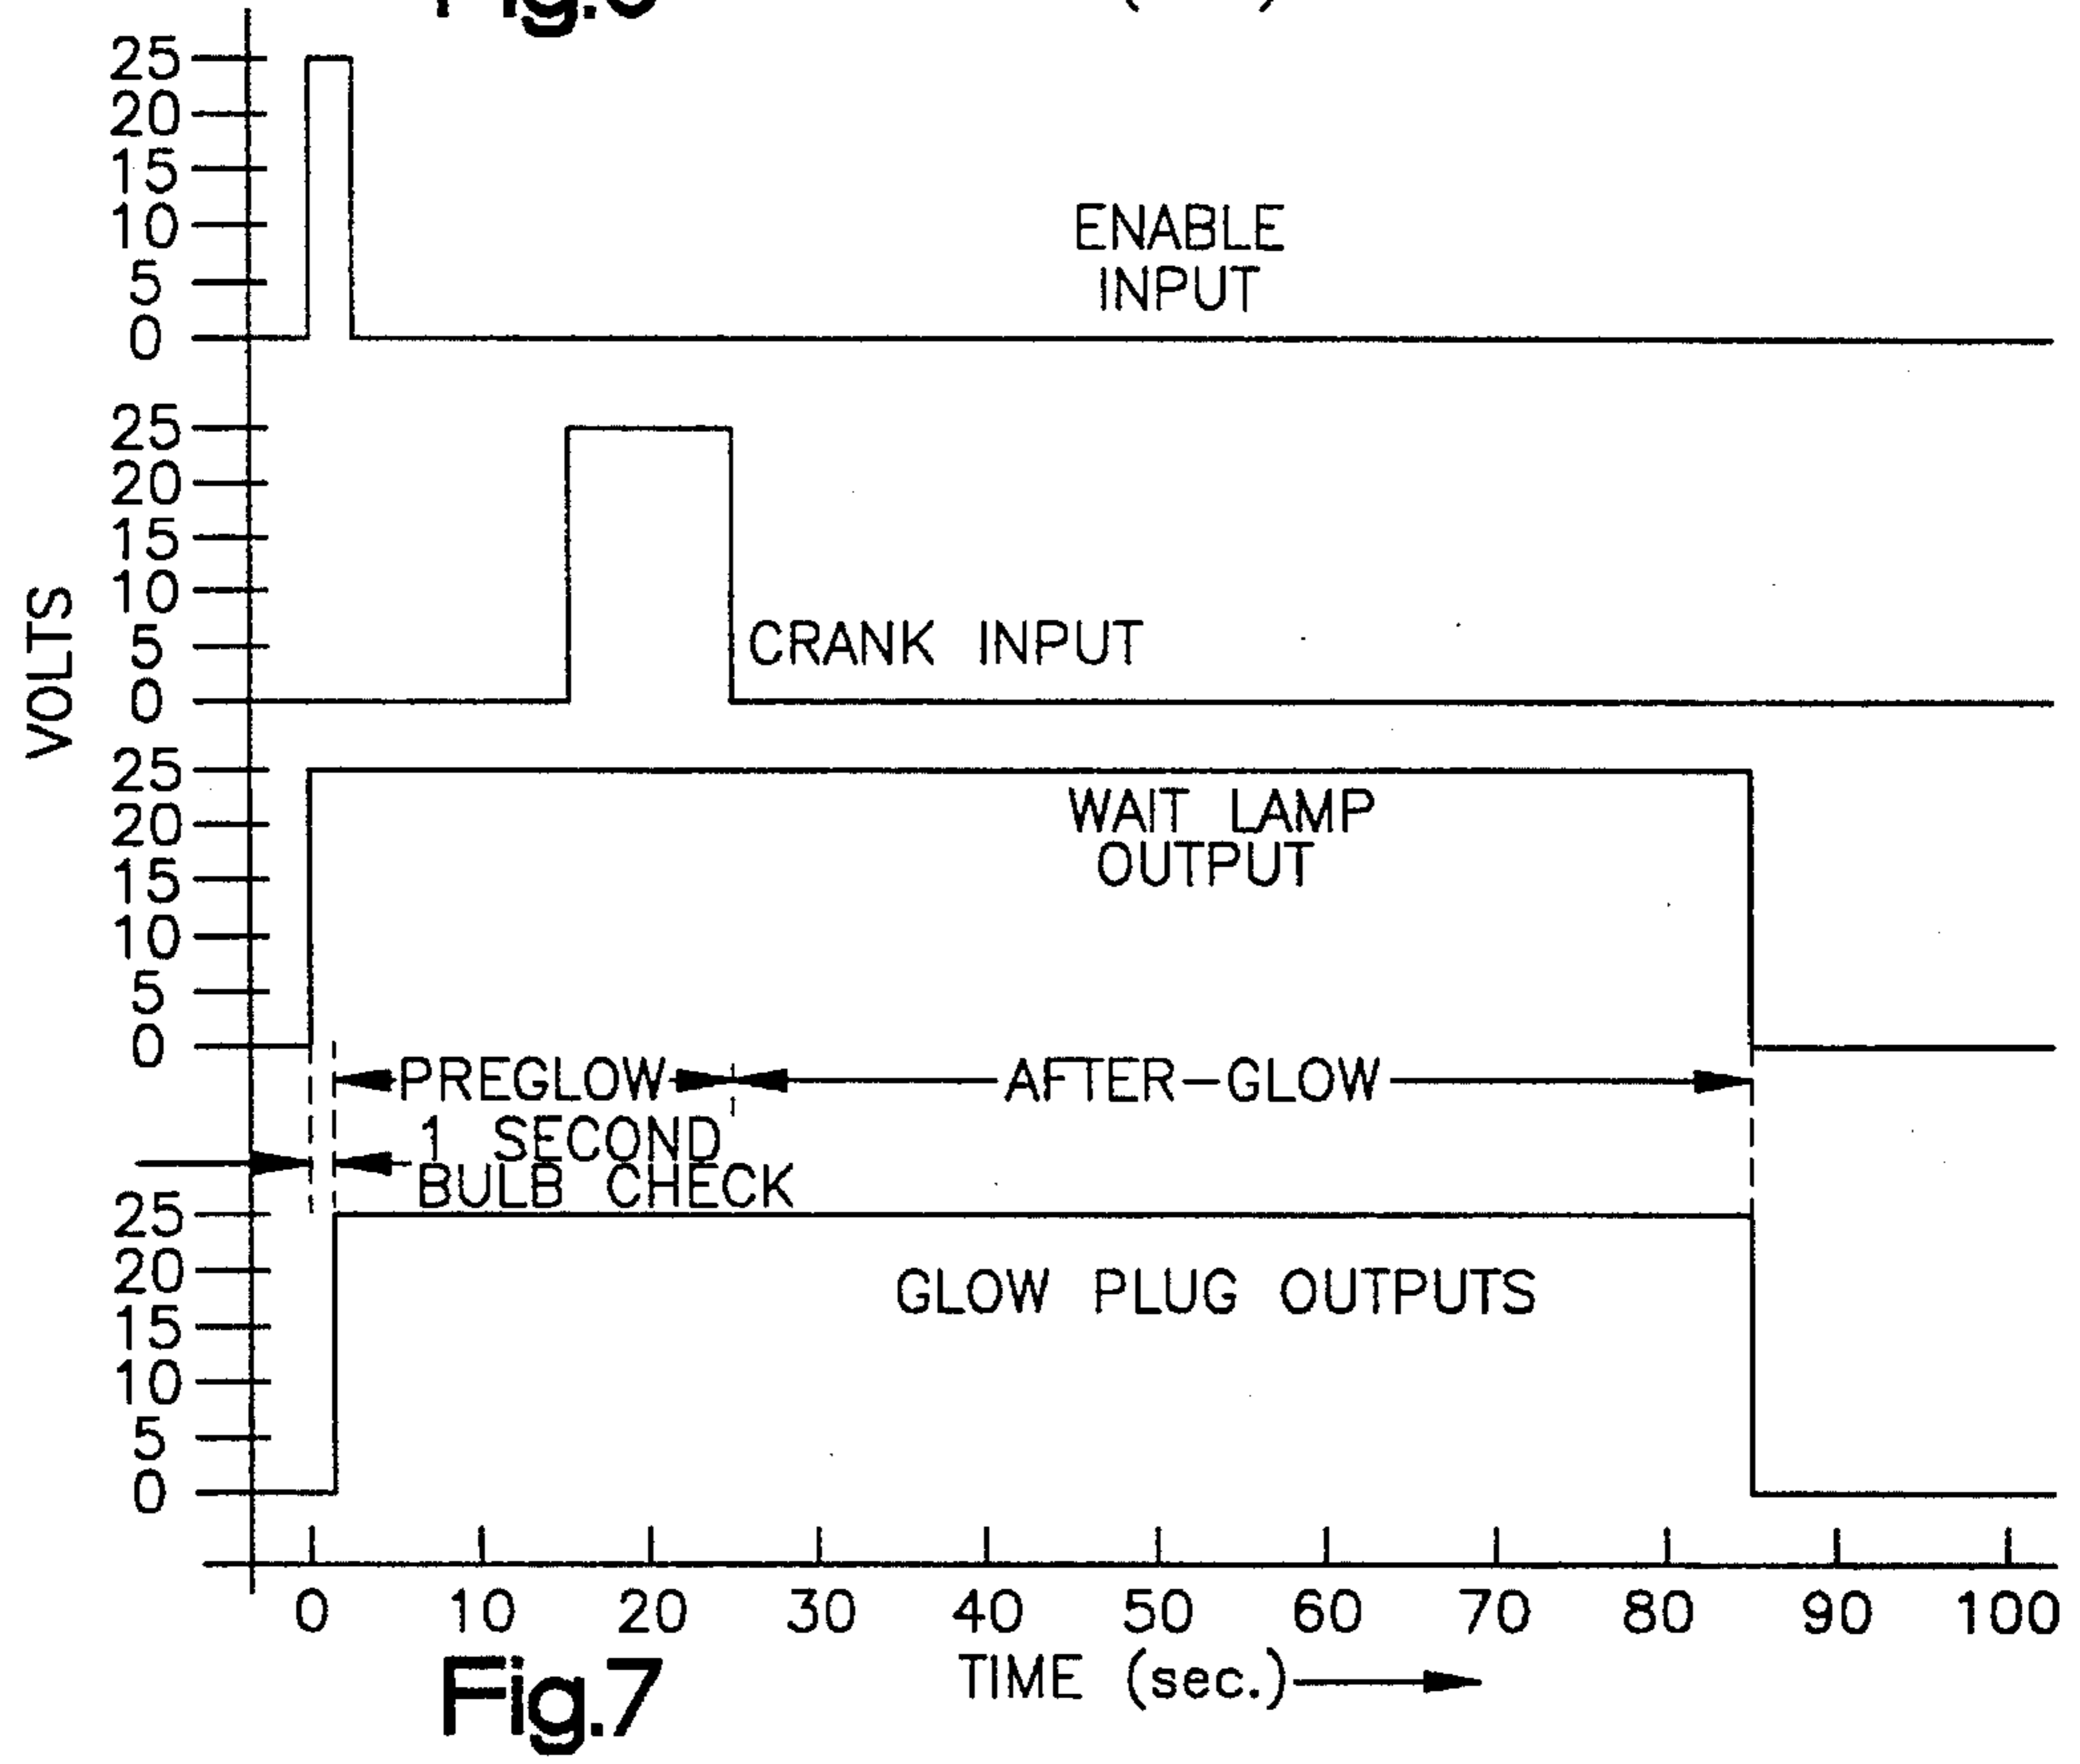 25
20
15
10
5
0
ENABLE
INPUT
25
20
15
10
5
0
CRANK INPUT
VOLTS
25
20
15
10
5
0
WAIT LAMP
OUTPUT
PREGLOW
AFTER-GLOW
1 SECOND
BULB CHECK
25
20
15
10
5
0
GLOW PLUG OUTPUTS
0 10 20 30 40 50 60 70 80 90 100
TIME (sec.)
Fig.7